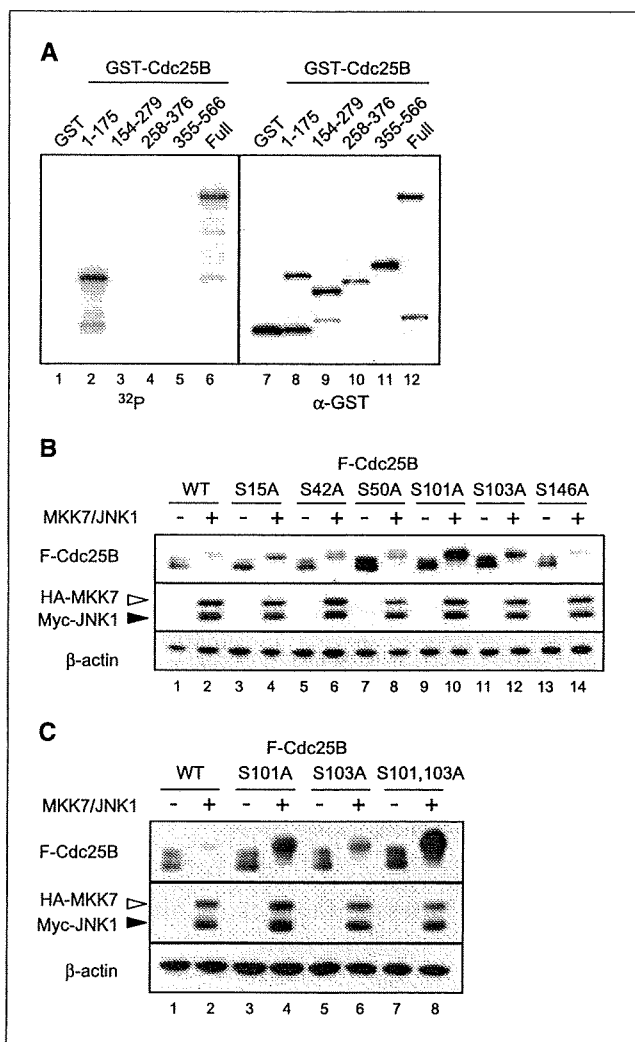 A
GST-Cdc25B GST-Cdc25B
GST 1-175 154-279 258-376 355-566 Full GST 1-175 154-279 258-376 355-566 Full
1 2 3 4 5 6 7 8 9 10 11 12
³²P α-GST
B
F-Cdc25B
WT S15A S42A S50A S101A S103A S146A
MKK7/JNK1 - + - + - + - + - + - + - +
F-Cdc25B
HA-MKK7
Myc-JNK1
β-actin
1 2 3 4 5 6 7 8 9 10 11 12 13 14
C
F-Cdc25B
WT S101A S103A S101,103A
MKK7/JNK1 - + - + - + - +
F-Cdc25B
HA-MKK7
Myc-JNK1
β-actin
1 2 3 4 5 6 7 8